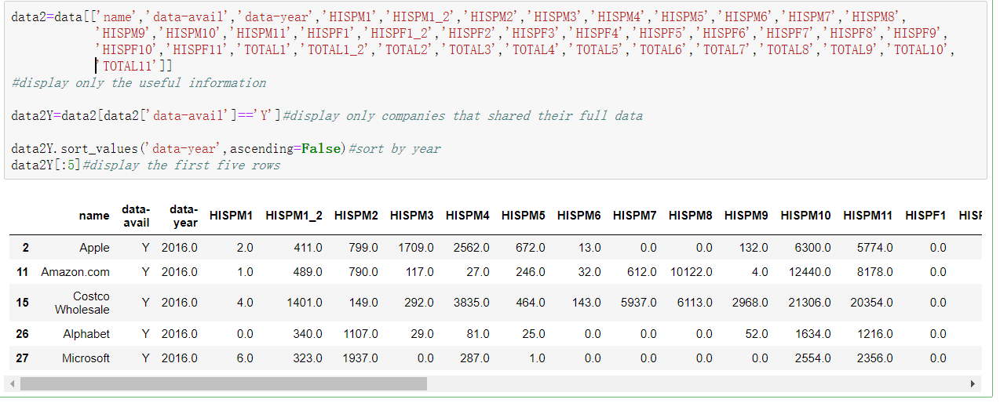 data2=data[['name','data-avail','data-year','HISPM1','HISPM1_2','HISPM2','HISPM3','HISPM4','HISPM5','HISPM6','HISPM7','HISPM8',
'HISPM9','HISPM10','HISPM11','HISPF1','HISPF1_2','HISPF2','HISPF3','HISPF4','HISPF5','HISPF6','HISPF7','HISPF8','HISPF9',
'HISPF10','HISPF11','TOTAL1','TOTAL1_2','TOTAL2','TOTAL3','TOTAL4','TOTAL5','TOTAL6','TOTAL7','TOTAL8','TOTAL9','TOTAL10',
'TOTAL11']]
#display only the useful information
data2Y=data2[data2['data-avail']=='Y']#display only companies that shared their full data
data2Y.sort_values('data-year',ascending=False)#sort by year
data2Y[:5]#display the first five rows
name data-avail data-year HISPM1 HISPM1_2 HISPM2 HISPM3 HISPM4 HISPM5 HISPM6 HISPM7 HISPM8 HISPM9 HISPM10 HISPM11 HISPF1
2 Apple Y 2016.0 2.0 411.0 799.0 1709.0 2562.0 672.0 13.0 0.0 0.0 132.0 6300.0 5774.0 0.0
11 Amazon.com Y 2016.0 1.0 489.0 790.0 117.0 27.0 246.0 32.0 612.0 10122.0 4.0 12440.0 8178.0 0.0
15 Costco Wholesale Y 2016.0 4.0 1401.0 149.0 292.0 3835.0 464.0 143.0 5937.0 6113.0 2968.0 21306.0 20354.0 0.0
26 Alphabet Y 2016.0 0.0 340.0 1107.0 29.0 81.0 25.0 0.0 0.0 0.0 52.0 1634.0 1216.0 0.0
27 Microsoft Y 2016.0 6.0 323.0 1937.0 0.0 287.0 1.0 0.0 0.0 0.0 0.0 2554.0 2356.0 0.0